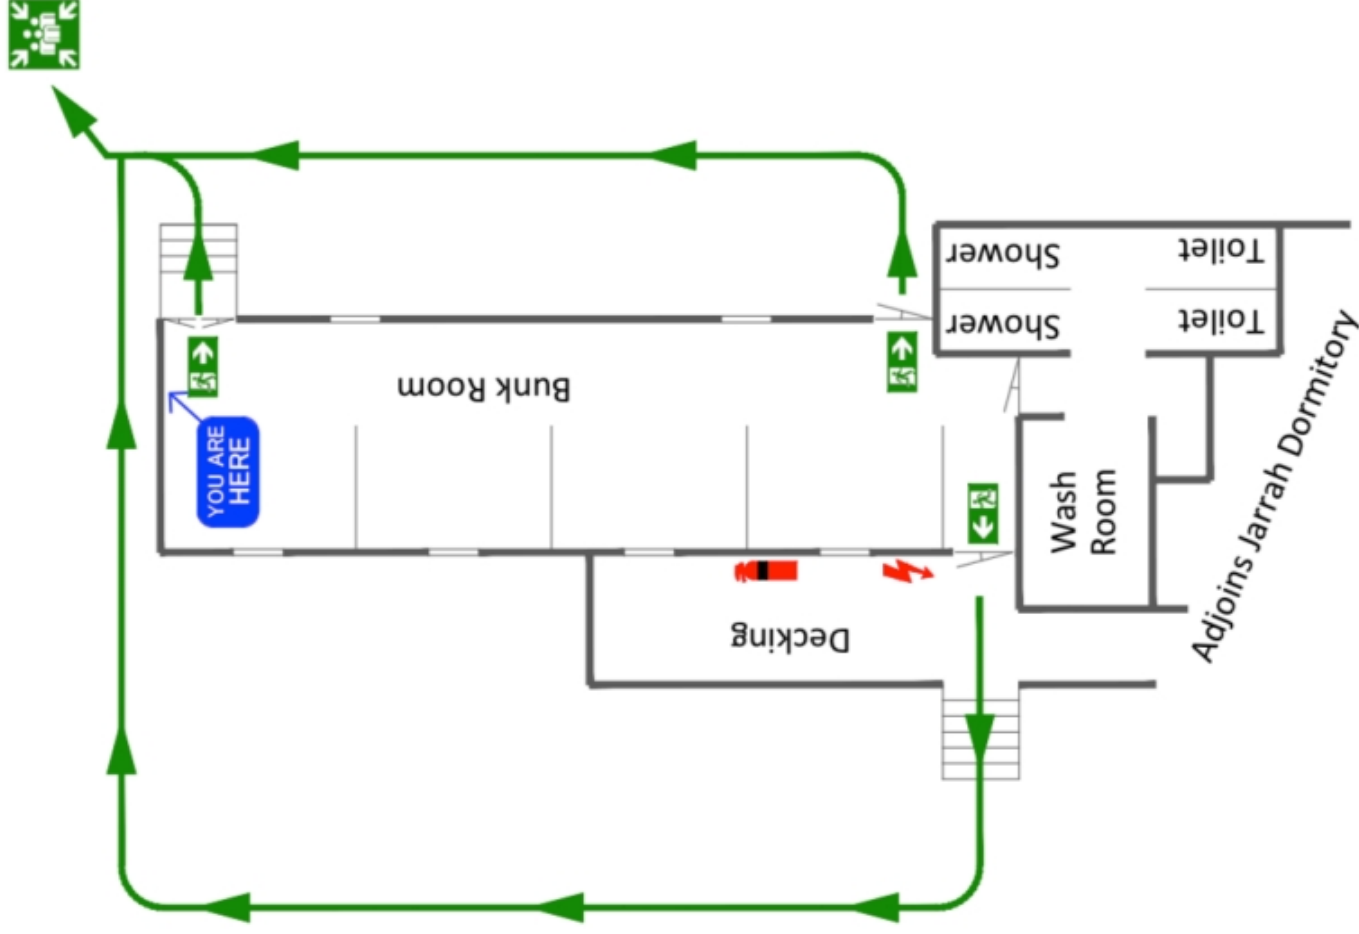 Shower
Toilet
Shower
Toilet
Bunk Room
YOU ARE
HERE
Wash
Room
Decking
Adjoins Jarrah Dormitory